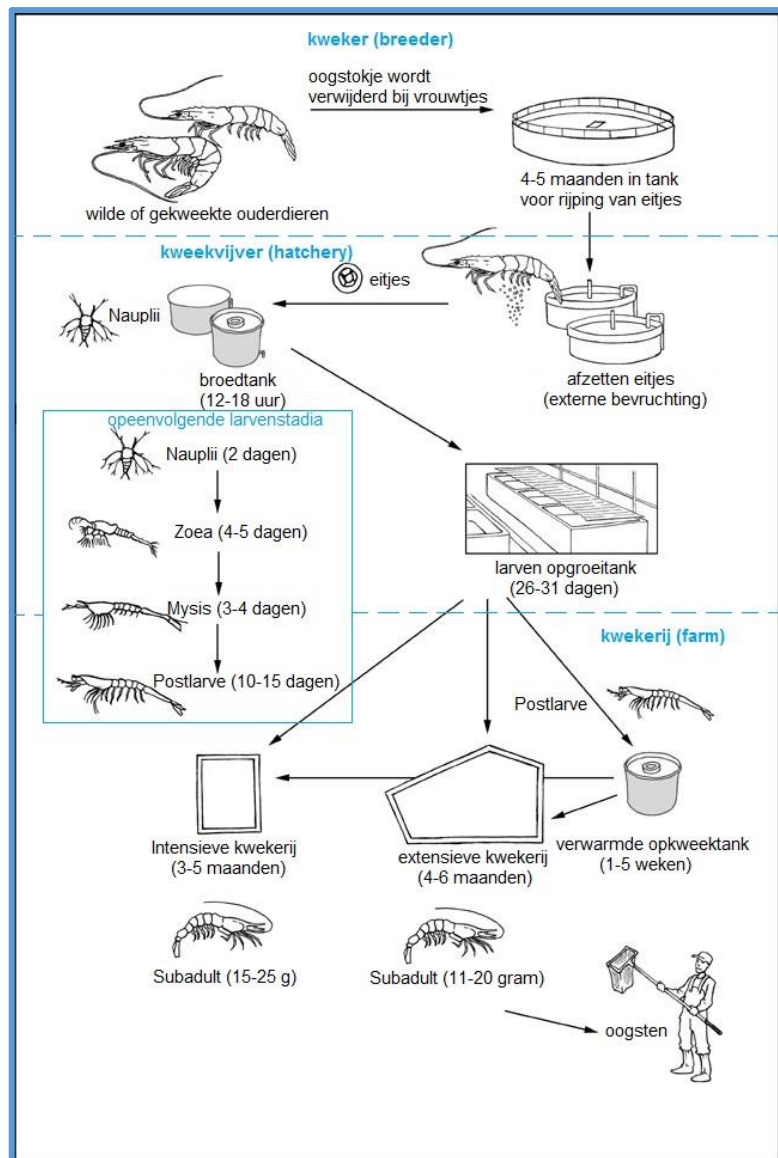 kweker (breeder)
oogstokje wordt
verwijderd bij vrouwtjes
wilde of gekweekte ouderdieren
4-5 maanden in tank
voor rijping van eitjes
kweekvijver (hatchery)
eitjes
Nauplii
broedtank
(12-18 uur)
afzetten eitjes
(externe bevruchting)
opeenvolgende larvenstadia
Nauplii (2 dagen)
Zoea (4-5 dagen)
Mysis (3-4 dagen)
Postlarve (10-15 dagen)
larven opgroeitank
(26-31 dagen)
kwekerij (farm)
Postlarve
Intensieve kwekerij
(3-5 maanden)
extensieve kwekerij
(4-6 maanden)
verwarmde opkweektank
(1-5 weken)
Subadult (15-25 g)
Subadult (11-20 gram)
oogsten